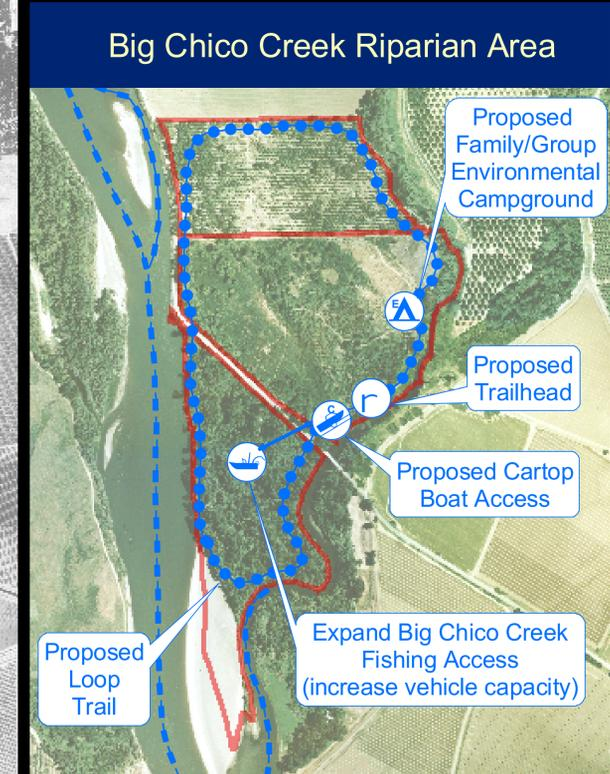 Big Chico Creek Riparian Area
Proposed
Family/Group
Environmental
Campground
E
Proposed
Trailhead
r
C
Proposed Cartop
Boat Access
Expand Big Chico Creek
Fishing Access
(increase vehicle capacity)
Proposed
Loop
Trail